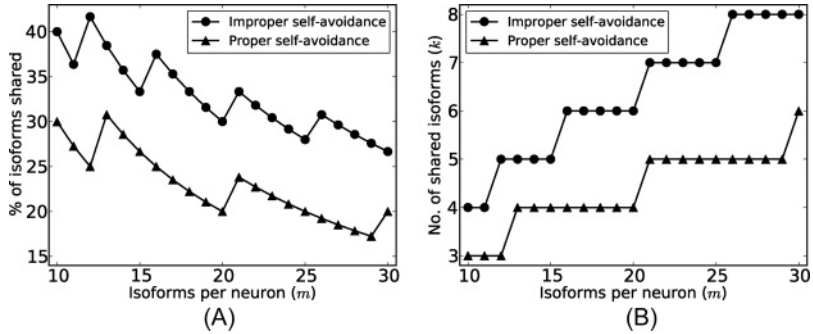 % of isoforms shared
40
35
30
25
20
15
Improper self-avoidance
Proper self-avoidance
10 15 20 25 30
Isoforms per neuron (m)
(A)
No. of shared isoforms (k)
8
7
6
5
4
3
Improper self-avoidance
Proper self-avoidance
10 15 20 25 30
Isoforms per neuron (m)
(B)